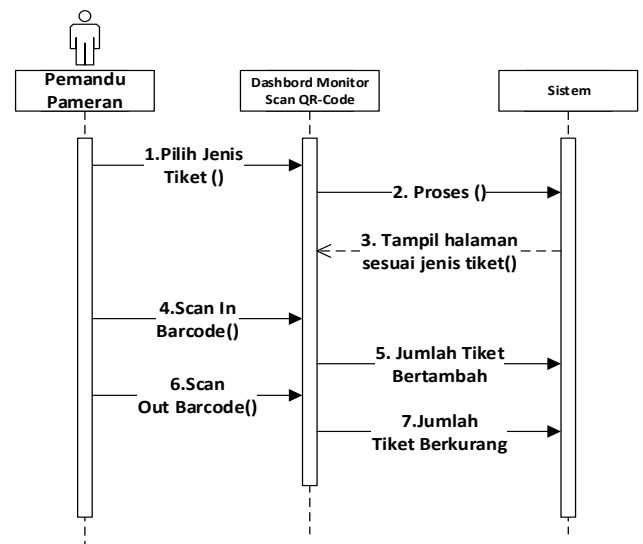 Pemandu
Pameran
Dashbord Monitor
Scan QR-Code
Sistem
1.Pilih Jenis
Tiket ()
2. Proses ()
3. Tampil halaman
sesuai jenis tiket()
4.Scan In
Barcode()
5. Jumlah Tiket
Bertambah
6.Scan
Out Barcode()
7.Jumlah
Tiket Berkurang